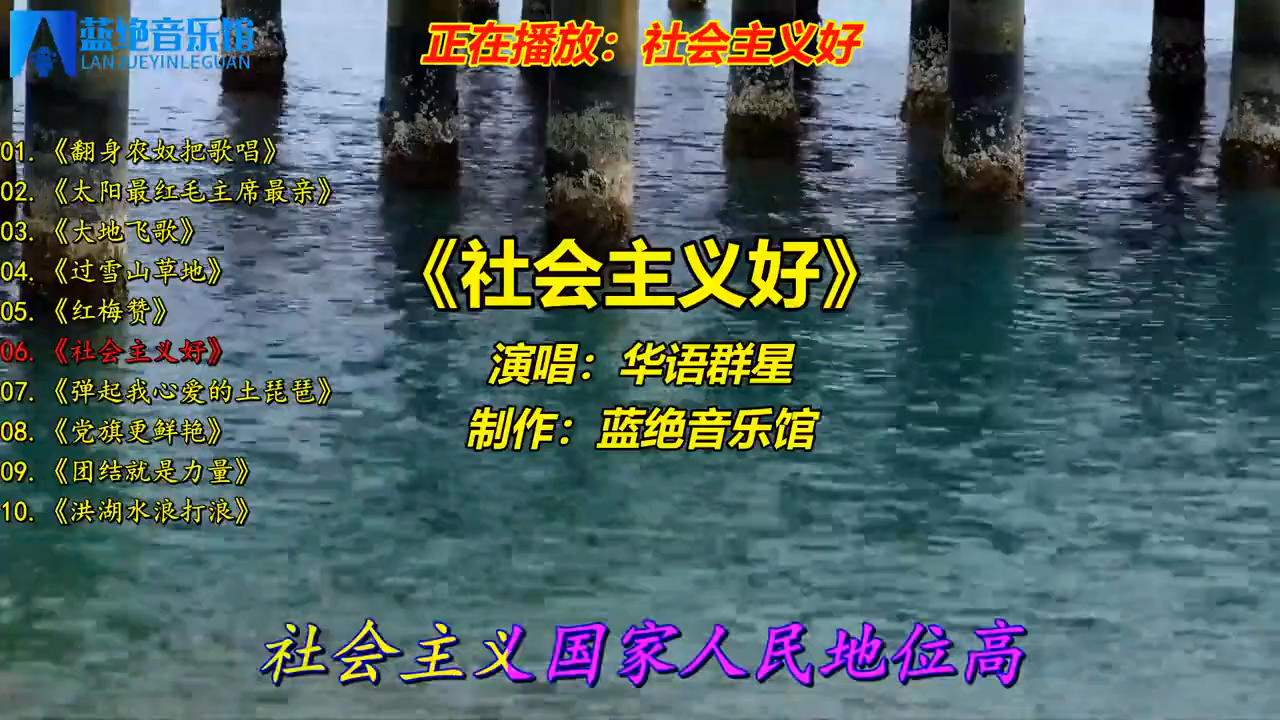 蓝绝音乐馆
LANJUEYINLEGUAN
正在播放：社会主义好
01.《翻身农奴把歌唱》
02.《太阳最红毛主席最亲》
03.《大地飞歌》
04.《过雪山草地》
05.《红梅赞》
06.《社会主义好》
07.《弹起我心爱的土琵琶》
08.《党旗更鲜艳》
09.《团结就是力量》
10.《洪湖水浪打浪》
《社会主义好》
演唱：华语群星
制作：蓝绝音乐馆
社会主义国家人民地位高